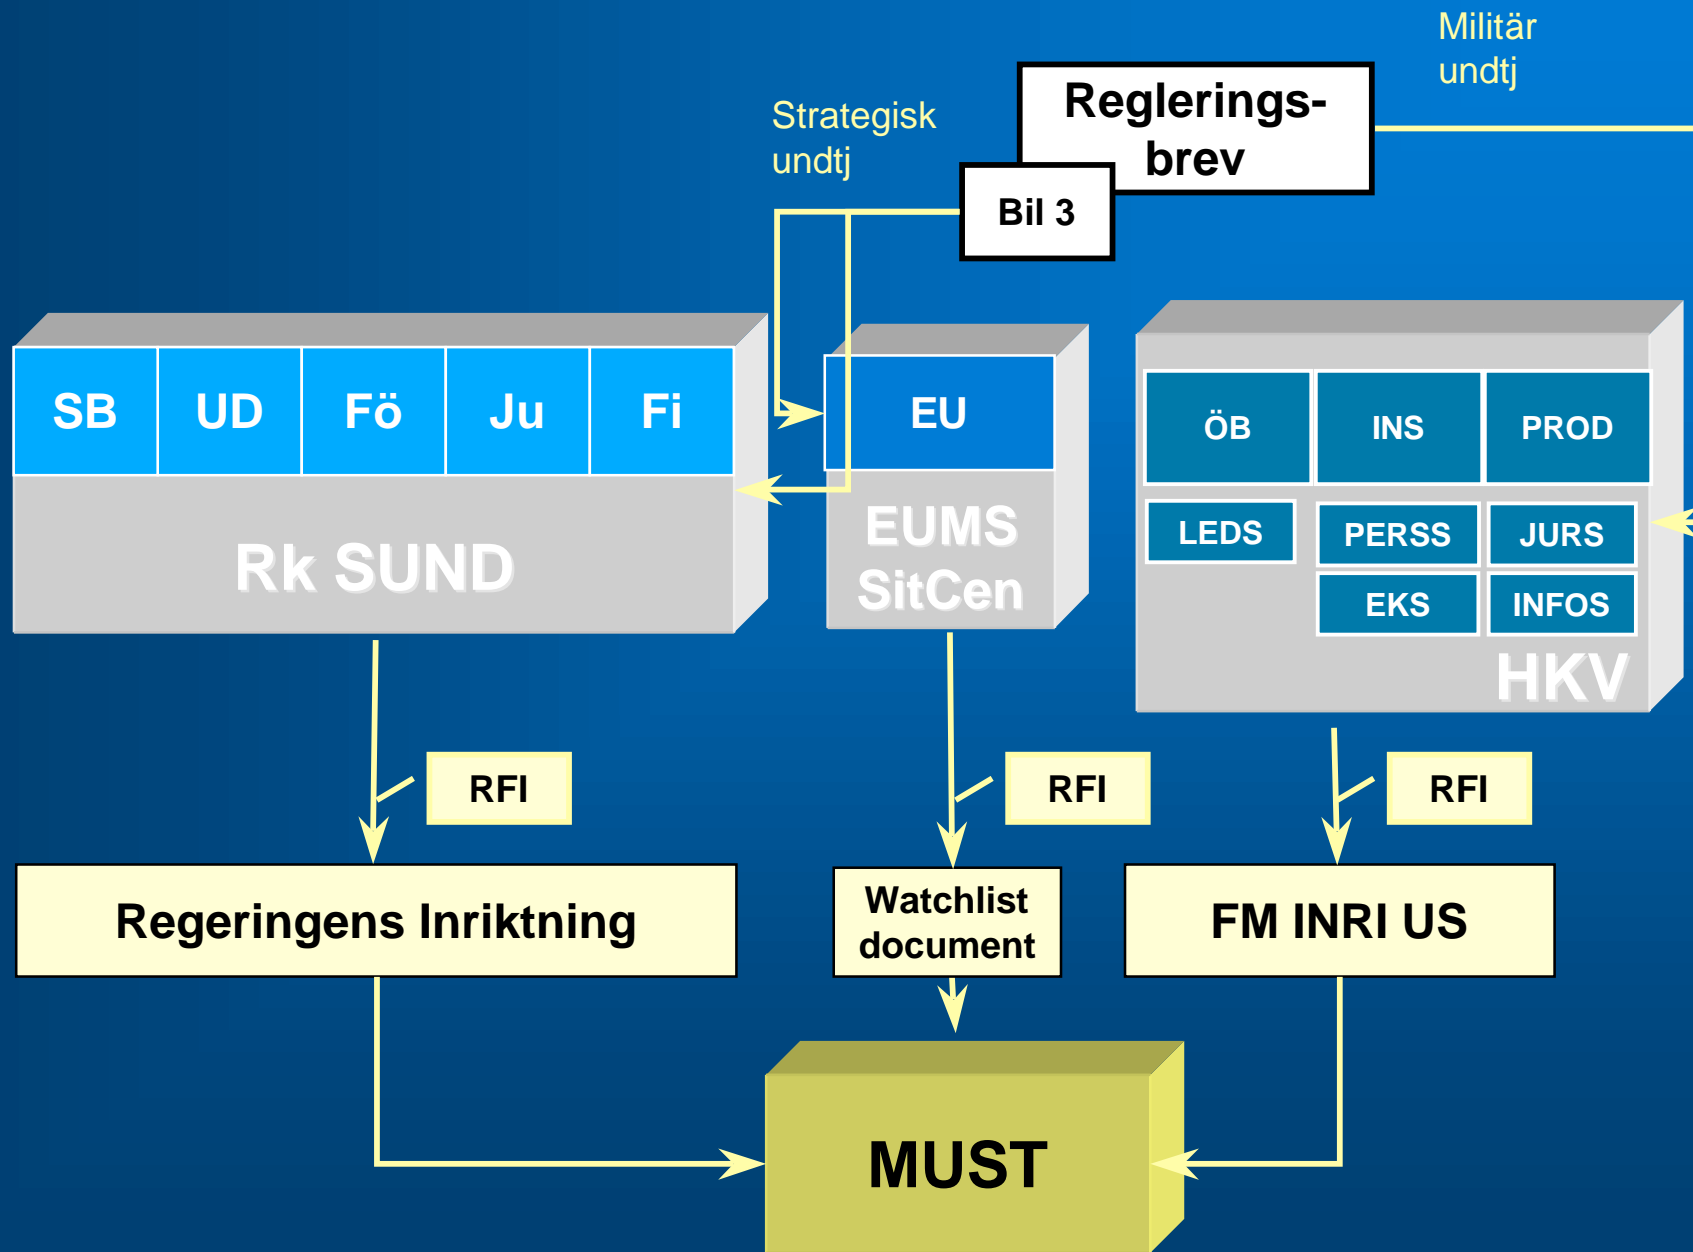 Militär
undtj
Reglerings-
brev
Strategisk
undtj
Bil 3
SB UD Fö Ju Fi
Rk SUND
EU
EUMS
SitCen
ÖB INS PROD
LEDS PERSS JURS
EKS INFOS
HKV
RFI RFI RFI
Regeringens Inriktning
Watchlist
document
FM INRI US
MUST